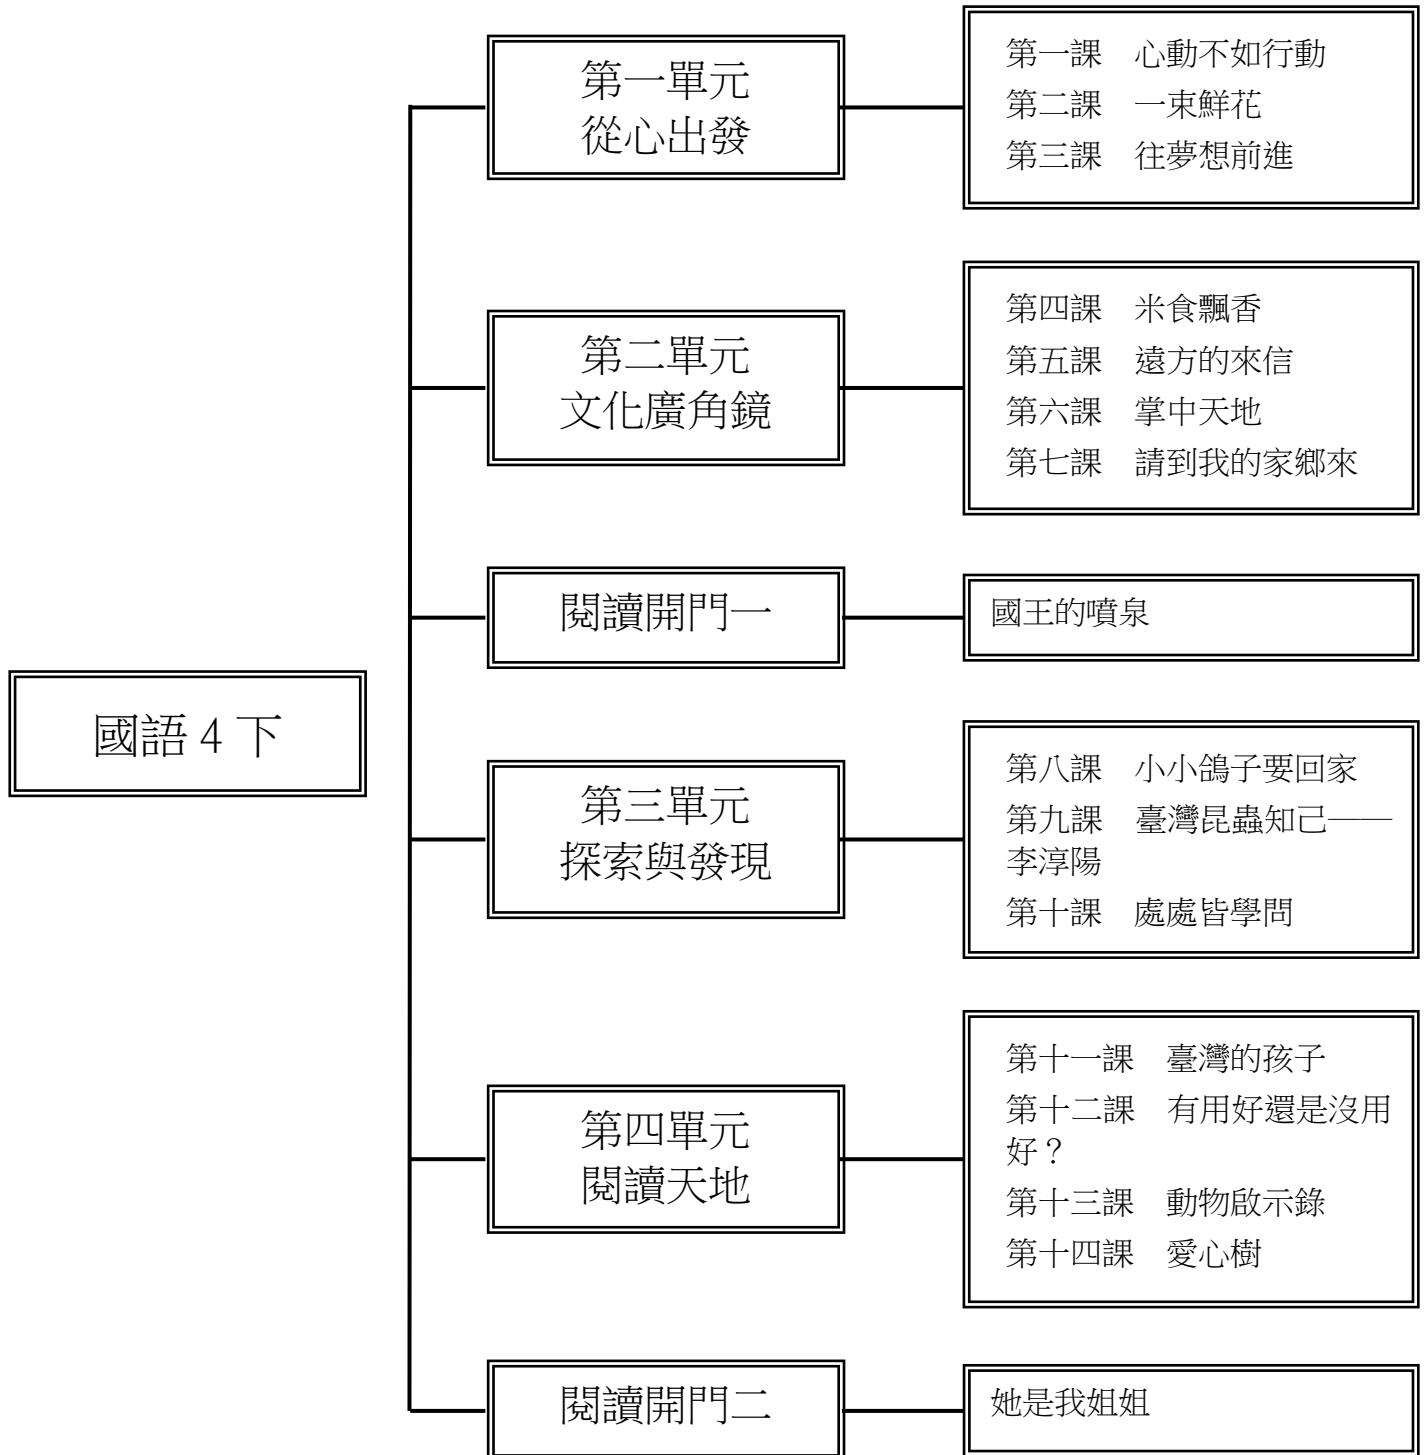 國語 4 下
第一單元
從心出發
第一課　心動不如行動
第二課　一束鮮花
第三課　往夢想前進
第二單元
文化廣角鏡
第四課　米食飄香
第五課　遠方的來信
第六課　掌中天地
第七課　請到我的家鄉來
閱讀開門一
國王的噴泉
第三單元
探索與發現
第八課　小小鴿子要回家
第九課　臺灣昆蟲知己——
李淳陽
第十課　處處皆學問
第四單元
閱讀天地
第十一課　臺灣的孩子
第十二課　有用好還是沒用
好？
第十三課　動物啟示錄
第十四課　愛心樹
閱讀開門二
她是我姐姐